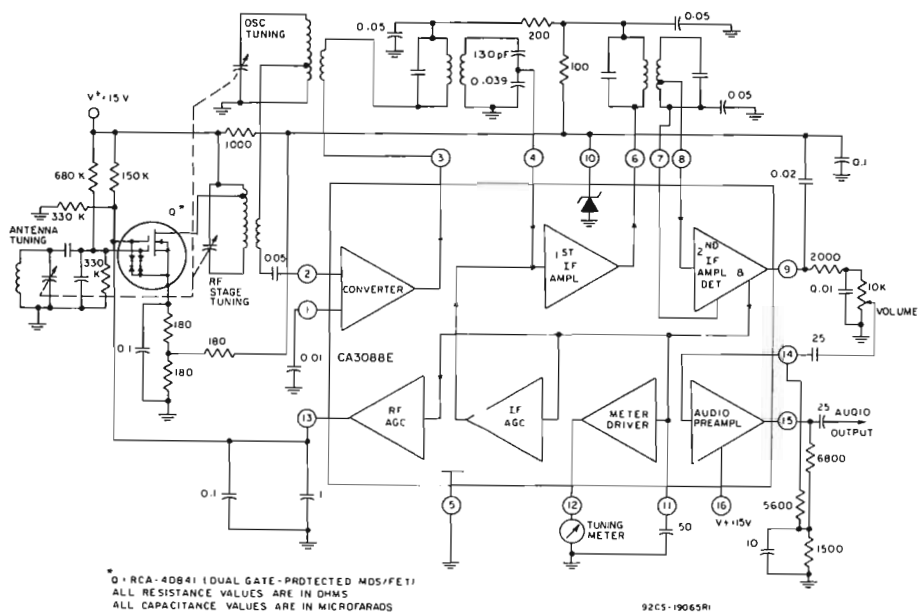 OSC
TUNING
0.05
200
0.05
130pF
0.039
100
0.05
V+=15V
1000
3
4
10
6
7
8
0.1
680 K
150K
0.02
330 K
Q*
ANTENNA
TUNING
330
K
RF
STAGE
TUNING
.005
2
CONVERTER
1
1ST
IF
AMPL
2ND
IF
AMPL &
DET
9
2000
0.01
10K
VOLUME
180
0.1
180
180
0.01
CA3088E
14
25
13
RF
AGC
IF
AGC
METER
DRIVER
AUDIO
PREAMPL
15
25
AUDIO
OUTPUT
6800
0.1
1
5
12
11
16
V+=15V
5600
TUNING
METER
50
10
1500
*Q: RCA-40841 (DUAL GATE-PROTECTED MOS/FET)
ALL RESISTANCE VALUES ARE IN OHMS
ALL CAPACITANCE VALUES ARE IN MICROFARADS
92CS-19065R1